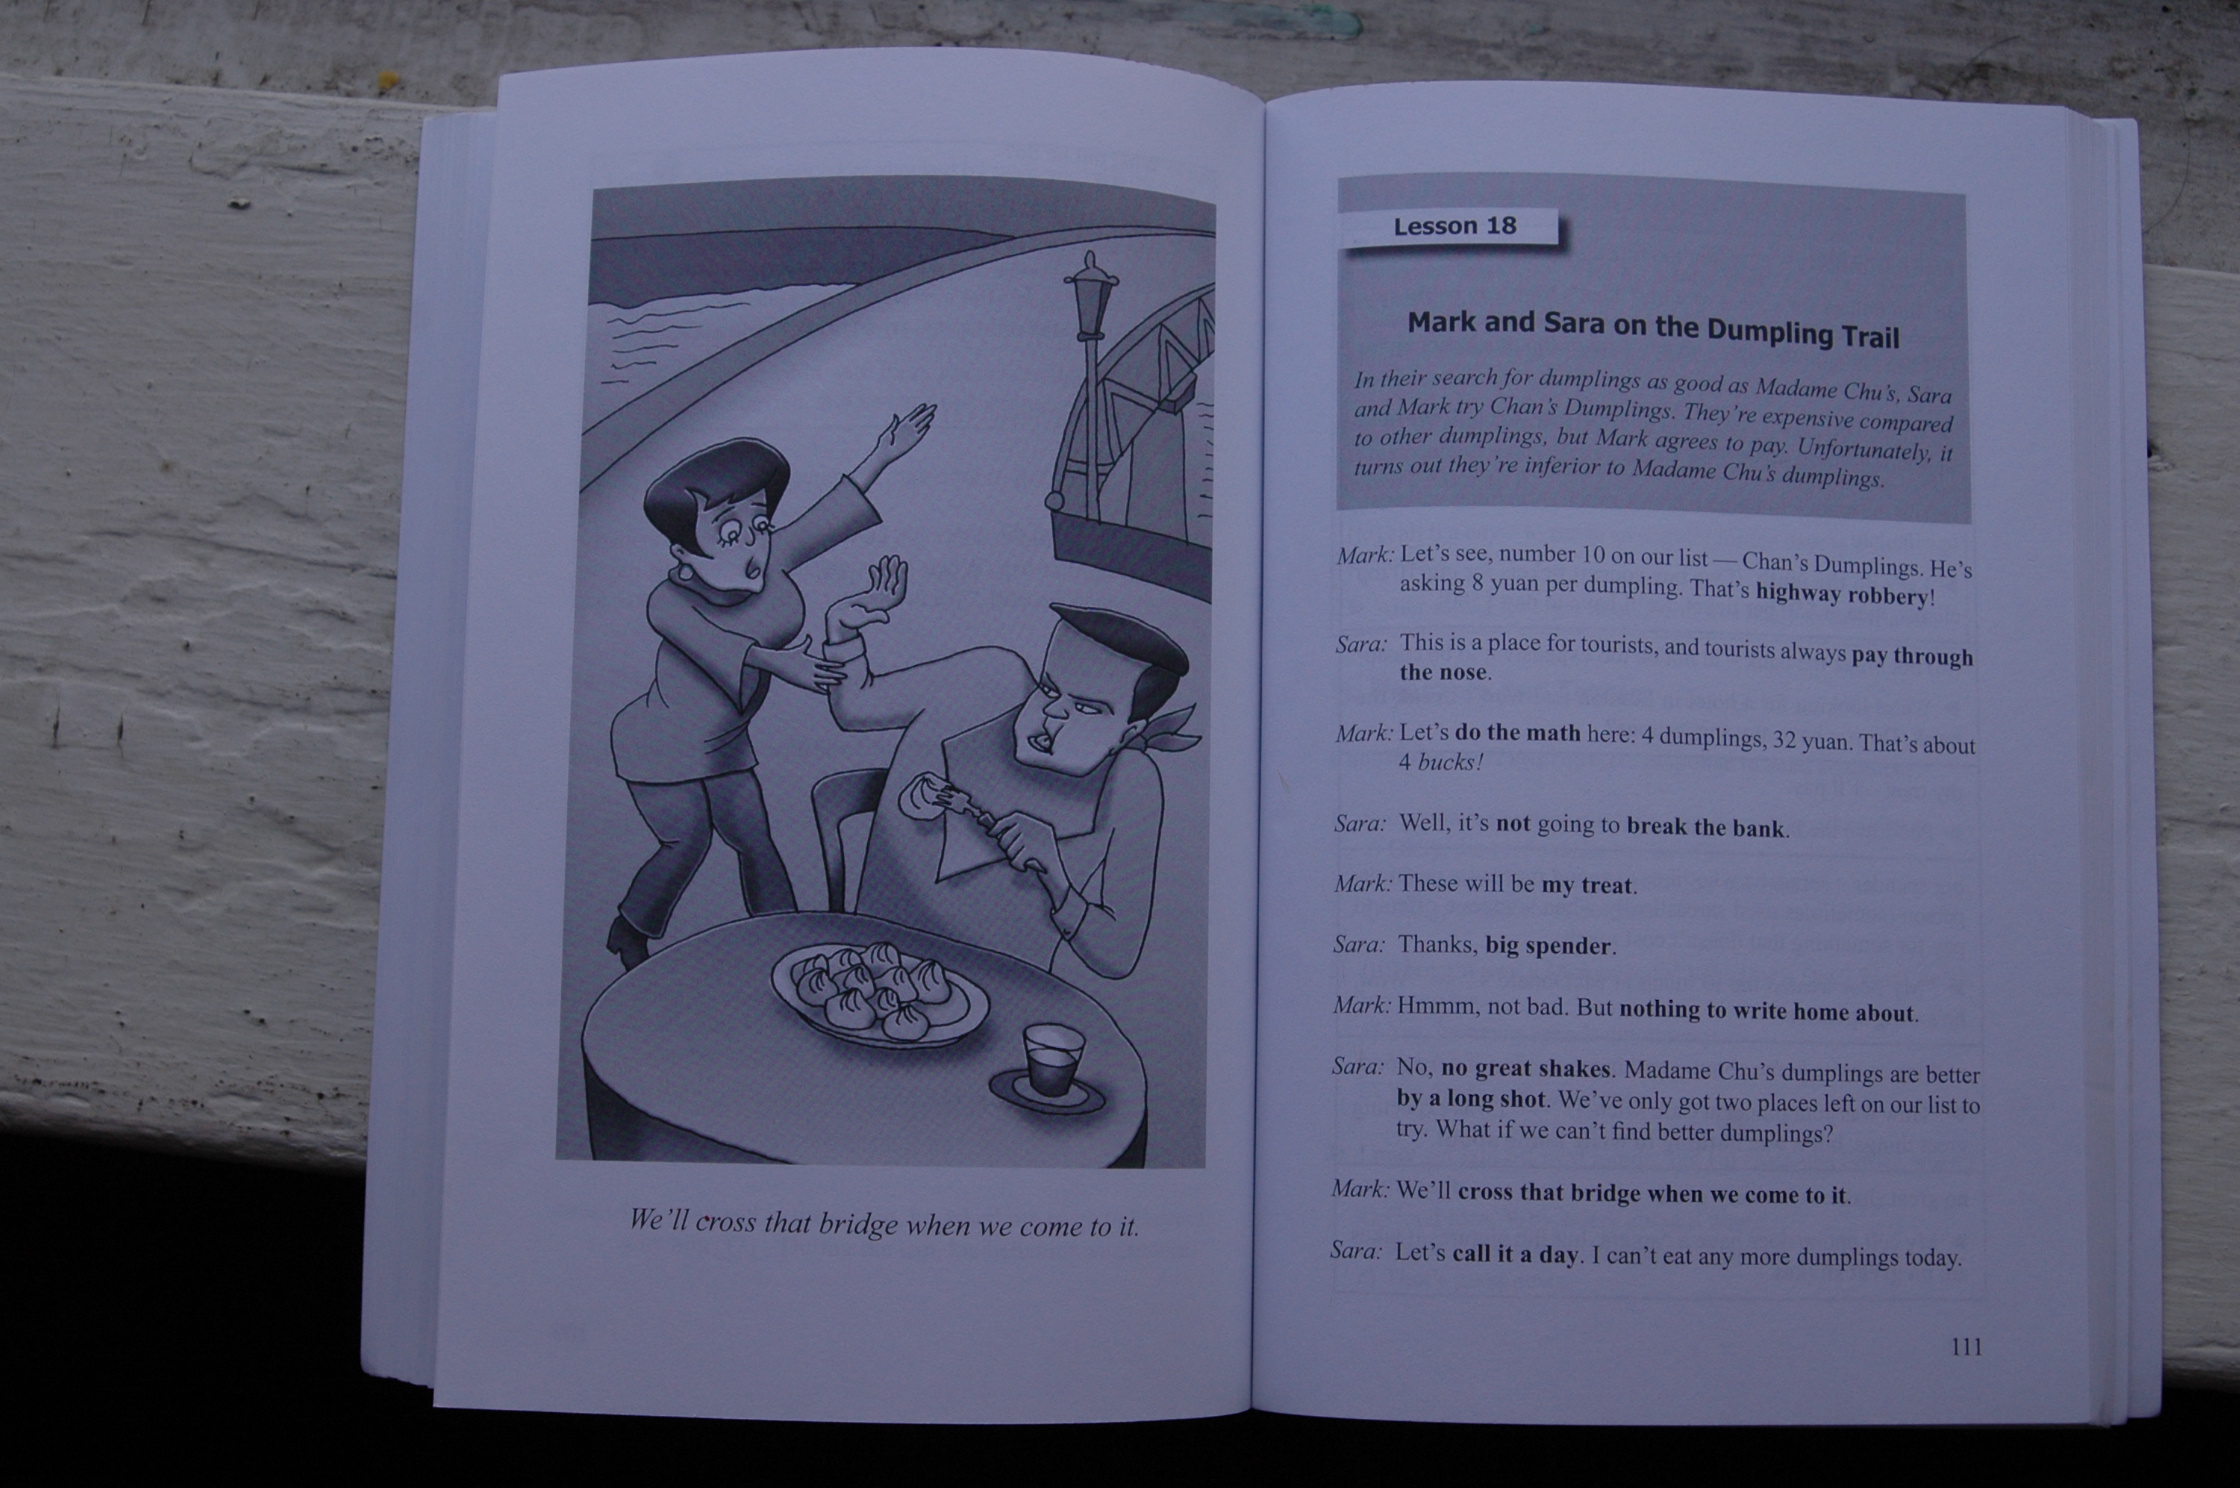 We'll cross that bridge when we come to it.
Lesson 18
Mark and Sara on the Dumpling Trail
In their search for dumplings as good as Madame Chu's, Sara
and Mark try Chan's Dumplings. They're expensive compared
to other dumplings, but Mark agrees to pay. Unfortunately, it
turns out they're inferior to Madame Chu's dumplings.
Mark: Let's see, number 10 on our list — Chan's Dumplings. He's
asking 8 yuan per dumpling. That's highway robbery!
Sara: This is a place for tourists, and tourists always pay through
the nose.
Mark: Let's do the math here: 4 dumplings, 32 yuan. That's about
4 bucks!
Sara: Well, it's not going to break the bank.
Mark: These will be my treat.
Sara: Thanks, big spender.
Mark: Hmmm, not bad. But nothing to write home about.
Sara: No, no great shakes. Madame Chu's dumplings are better
by a long shot. We've only got two places left on our list to
try. What if we can't find better dumplings?
Mark: We'll cross that bridge when we come to it.
Sara: Let's call it a day. I can't eat any more dumplings today.
111